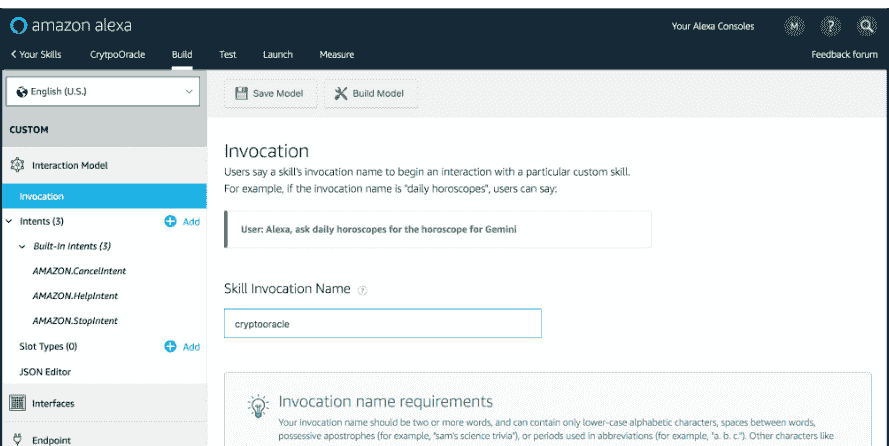 amazon alexa
Your Alexa Consoles M ?
< Your Skills CrytpoOracle Build Test Launch Measure Feedback forum
English (U.S.)
Save Model Build Model
CUSTOM
Interaction Model
Invocation
Users say a skill's invocation name to begin an interaction with a particular custom skill.
For example, if the invocation name is "daily horoscopes", users can say:
Invocation
Intents (3) Add
User: Alexa, ask daily horoscopes for the horoscope for Gemini
Built-In Intents (3)
AMAZON.CancelIntent
AMAZON.HelpIntent
AMAZON.StopIntent
Skill Invocation Name ?
cryptooracle
Slot Types (0) Add
JSON Editor
Interfaces
Endpoint
Invocation name requirements
Your invocation name should be two or more words, and can contain only lower-case alphabetic characters, spaces between words,
possessive apostrophes (for example, "sam's science trivia"), or periods used in abbreviations (for example, "a. b. c."). Other characters like